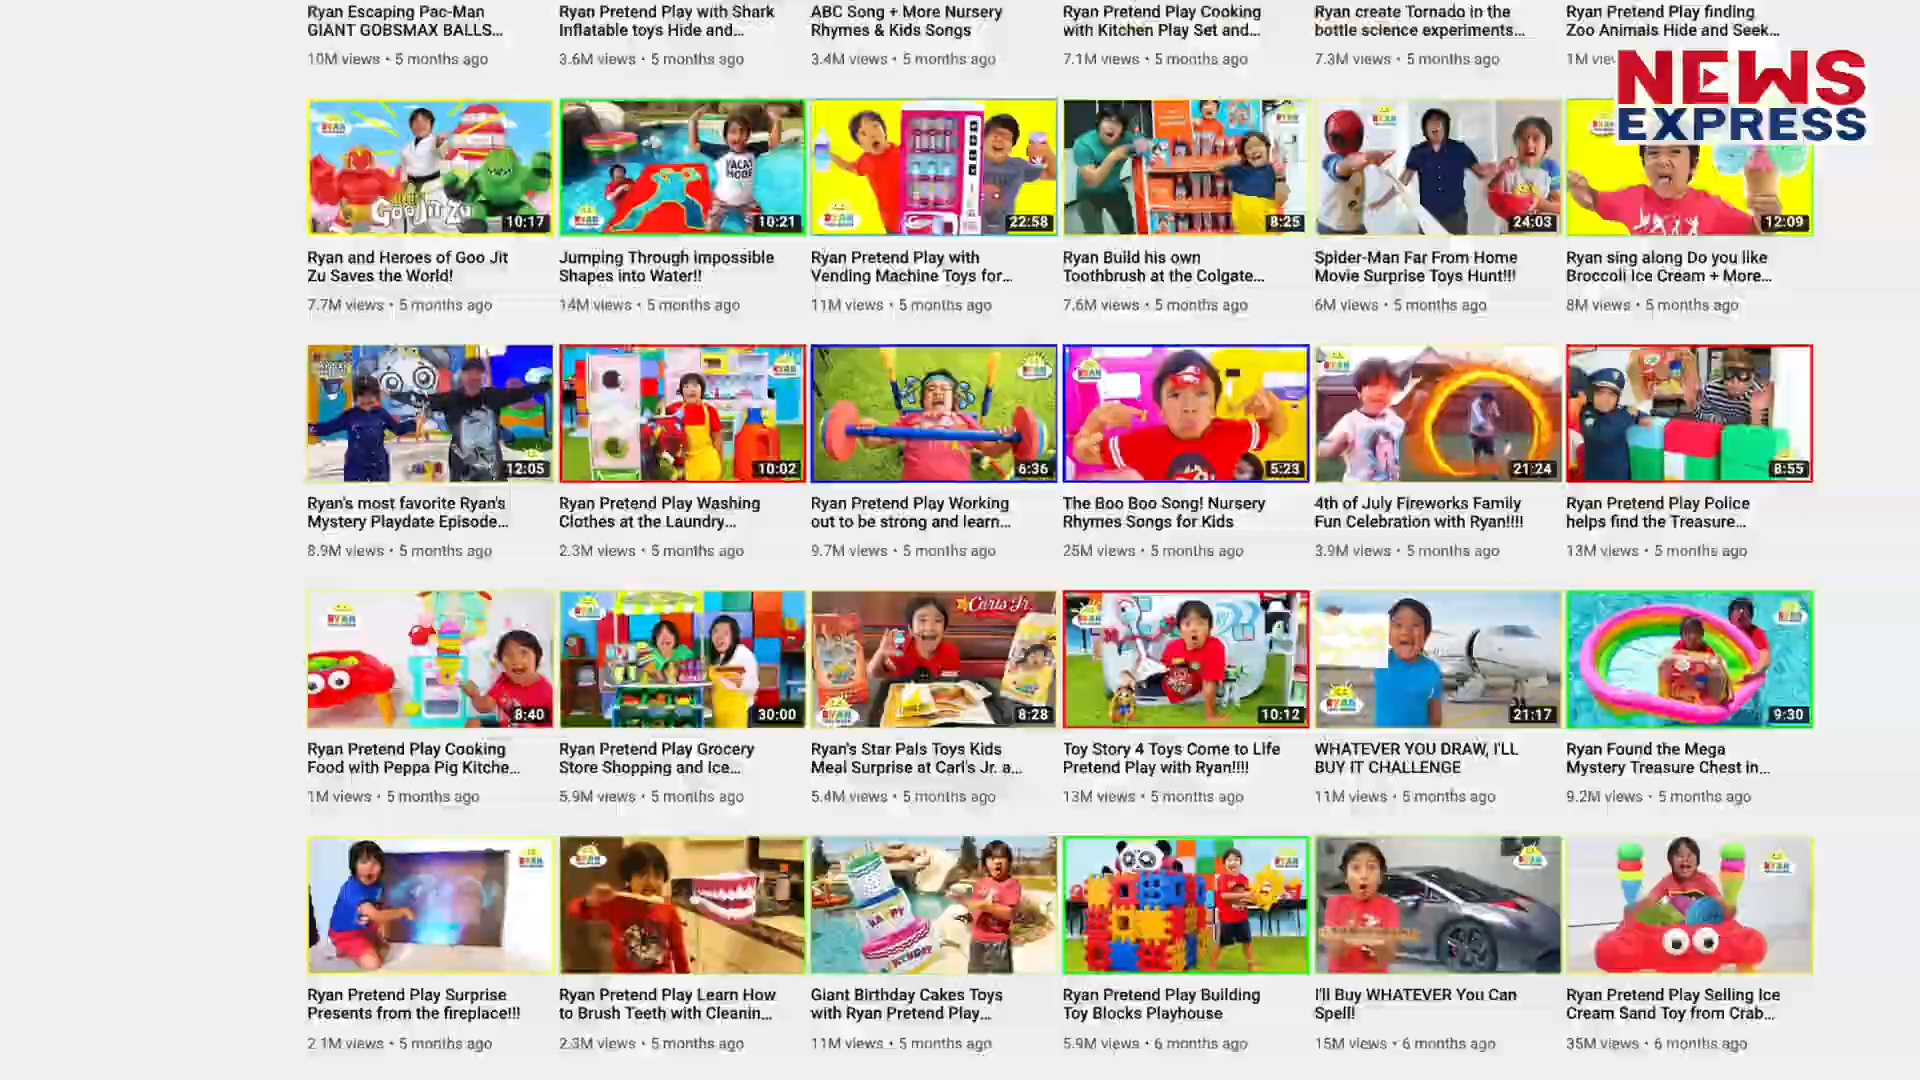 Ryan Escaping Pac-Man
GIANT GOBSMAX BALLS...
10M views • 5 months ago
Ryan Pretend Play with Shark
Inflatable toys Hide and...
3.6M views • 5 months ago
ABC Song + More Nursery
Rhymes & Kids Songs
3.4M views • 5 months ago
Ryan Pretend Play Cooking
with Kitchen Play Set and...
7.1M views • 5 months ago
Ryan create Tornado in the
bottle science experiments...
7.3M views • 5 months ago
Ryan Pretend Play finding
Zoo Animals Hide and Seek...
1M
NEWS
EXPRESS
Goo Jit Zu
10:17
VACAY
MODE
10:21
22:58
8:25
24:03
12:09
Ryan and Heroes of Goo Jit
Zu Saves the World!
7.7M views • 5 months ago
Jumping Through impossible
Shapes into Water!!
14M views • 5 months ago
Ryan Pretend Play with
Vending Machine Toys for...
11M views • 5 months ago
Ryan Build his own
Toothbrush at the Colgate...
7.6M views • 5 months ago
Spider-Man Far From Home
Movie Surprise Toys Hunt!!!
6M views • 5 months ago
Ryan sing along Do you like
Broccoli Ice Cream + More...
8M views • 5 months ago
12:05
10:02
6:36
5:23
21:24
8:55
Ryan's most favorite Ryan's
Mystery Playdate Episode...
8.9M views • 5 months ago
Ryan Pretend Play Washing
Clothes at the Laundry...
2.3M views • 5 months ago
Ryan Pretend Play Working
out to be strong and learn...
9.7M views • 5 months ago
The Boo Boo Song! Nursery
Rhymes Songs for Kids
25M views • 5 months ago
4th of July Fireworks Family
Fun Celebration with Ryan!!!!
3.9M views • 5 months ago
Ryan Pretend Play Police
helps find the Treasure...
13M views • 5 months ago
RYAN
8:40
30:00
Carl's Jr.
8:28
10:12
21:17
9:30
Ryan Pretend Play Cooking
Food with Peppa Pig Kitche...
1M views • 5 months ago
Ryan Pretend Play Grocery
Store Shopping and Ice...
5.9M views • 5 months ago
Ryan's Star Pals Toys Kids
Meal Surprise at Carl's Jr. a...
5.4M views • 5 months ago
Toy Story 4 Toys Come to Life
Pretend Play with Ryan!!!!
13M views • 5 months ago
WHATEVER YOU DRAW, I'LL
BUY IT CHALLENGE
11M views • 5 months ago
Ryan Found the Mega
Mystery Treasure Chest in...
9.2M views • 5 months ago
HAPPY
BIRTHDAY
Ryan Pretend Play Surprise
Presents from the fireplace!!!
2.1M views • 5 months ago
Ryan Pretend Play Learn How
to Brush Teeth with Cleanin...
2.3M views • 5 months ago
Giant Birthday Cakes Toys
with Ryan Pretend Play...
11M views • 5 months ago
Ryan Pretend Play Building
Toy Blocks Playhouse
5.9M views • 6 months ago
I'll Buy WHATEVER You Can
Spell!
15M views • 6 months ago
Ryan Pretend Play Selling Ice
Cream Sand Toy from Crab...
35M views • 6 months ago